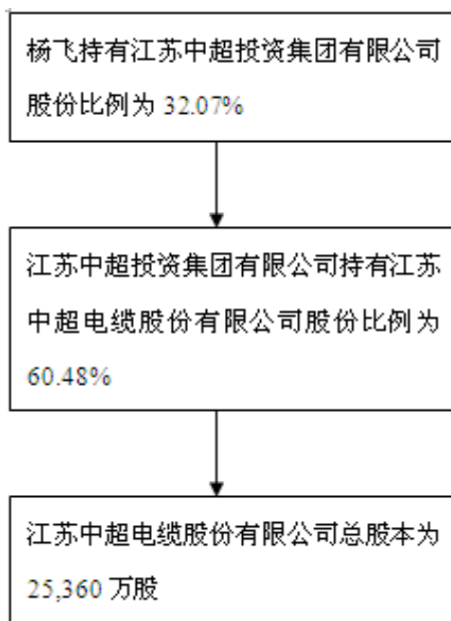 杨飞持有江苏中超投资集团有限公司
股份比例为 32.07%
江苏中超投资集团有限公司持有江苏
中超电缆股份有限公司股份比例为
60.48%
江苏中超电缆股份有限公司总股本为
25,360 万股